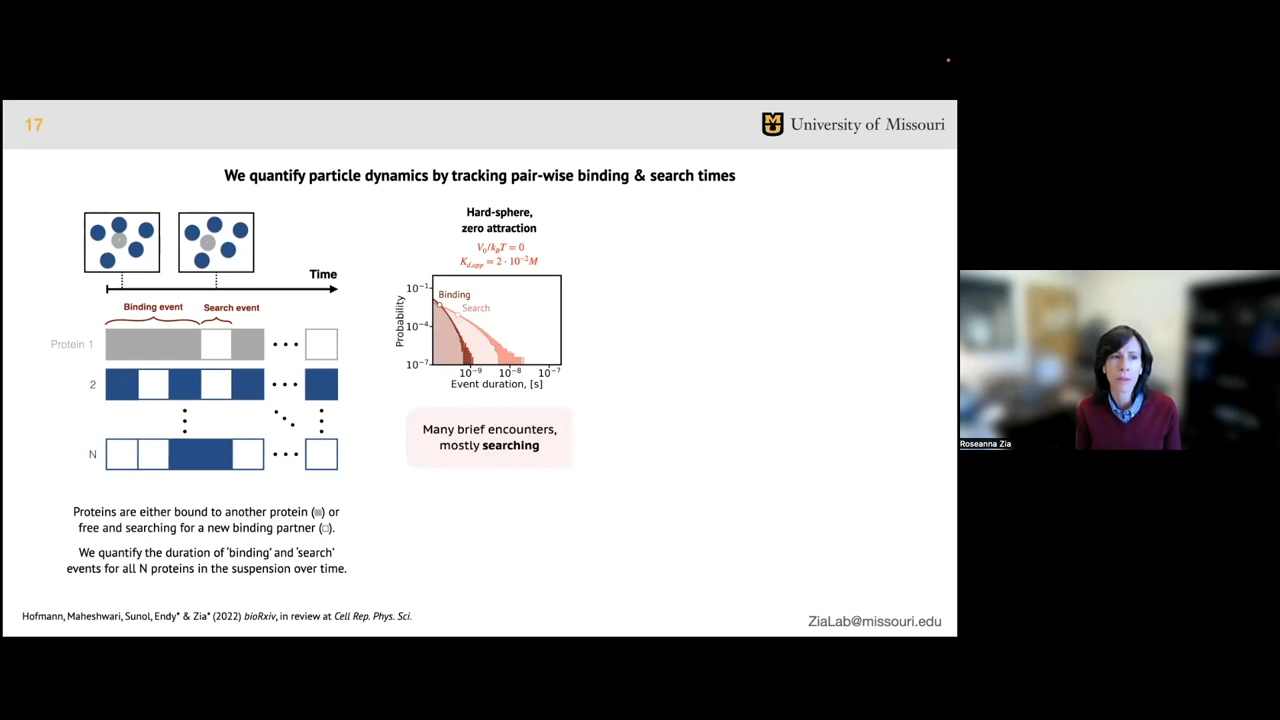 17
University of Missouri
We quantify particle dynamics by tracking pair-wise binding & search times
Time
Binding event
Search event
Protein 1
2
N
Proteins are either bound to another protein (■) or
free and searching for a new binding partner (□).
We quantify the duration of 'binding' and 'search'
events for all N proteins in the suspension over time.
Hard-sphere,
zero attraction
V₀/k_BT = 0
K_{d,app} = 2 · 10⁻²M
Binding
Search
Probability
10⁻¹
10⁻⁴
10⁻⁷
10⁻⁹ 10⁻⁸ 10⁻⁷
Event duration, [s]
Many brief encounters,
mostly searching
Hofmann, Maheshwari, Sunol, Endy* & Zia* (2022) bioRxiv, in review at Cell Rep. Phys. Sci.
ZiaLab@missouri.edu
Roseanna Zia